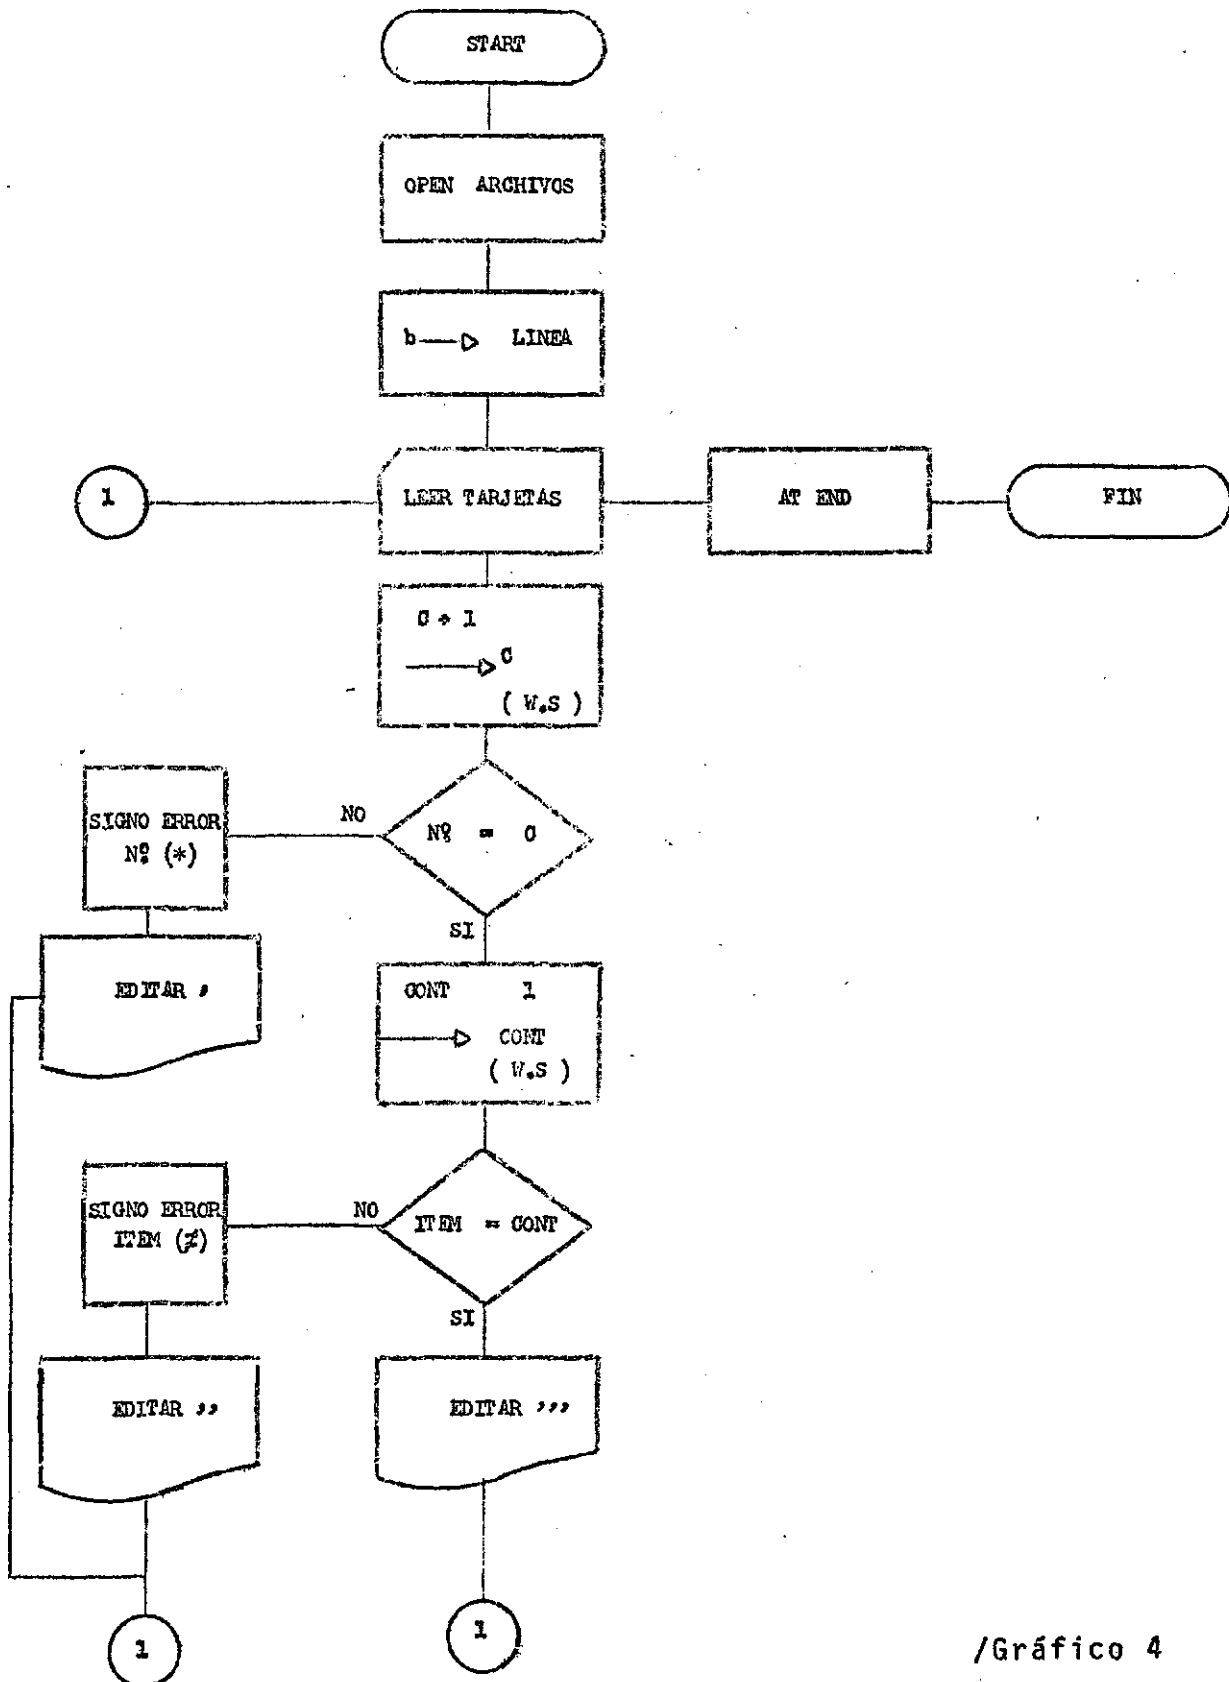 START
OPEN ARCHIVOS
b LINEA
1
LEER TARJETAS
AT END
FIN
C + 1
C
( W.S )
SIGNO ERROR
Nº (*)
NO
Nº = C
SI
EDITAR ,
CONT 1
CONT
( W.S )
SIGNO ERROR
ITEM (%)
NO
ITEM = CONT
SI
EDITAR ,,
EDITAR ,,,
1
1
/Gráfico 4